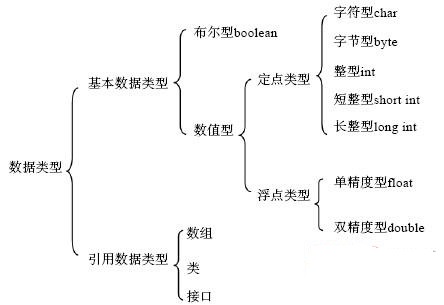 数据类型
基本数据类型
布尔型boolean
数值型
定点类型
字符型char
字节型byte
整型int
短整型short int
长整型long int
浮点类型
单精度型float
双精度型double
引用数据类型
数组
类
接口